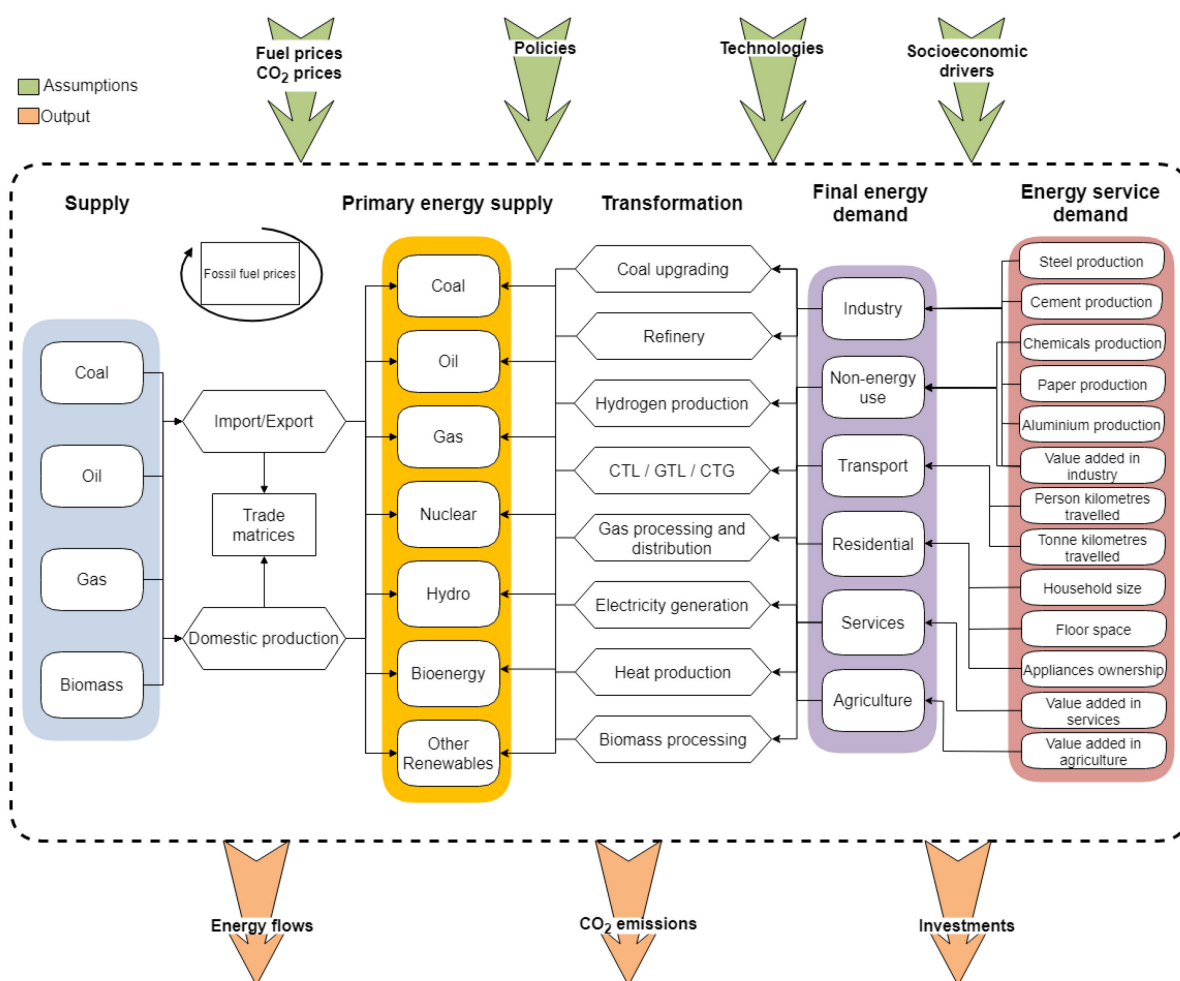 Fuel prices
CO₂ prices
Policies
Technologies
Socioeconomic
drivers
Assumptions
Output
Supply
Primary energy supply
Transformation
Final energy
demand
Energy service
demand
Fossil fuel prices
Coal
Oil
Gas
Biomass
Import/Export
Trade
matrices
Domestic production
Coal
Oil
Gas
Nuclear
Hydro
Bioenergy
Other
Renewables
Coal upgrading
Refinery
Hydrogen production
CTL / GTL / CTG
Gas processing and
distribution
Electricity generation
Heat production
Biomass processing
Industry
Non-energy
use
Transport
Residential
Services
Agriculture
Steel production
Cement production
Chemicals production
Paper production
Aluminium production
Value added in
industry
Person kilometres
travelled
Tonne kilometres
travelled
Household size
Floor space
Appliances ownership
Value added in
services
Value added in
agriculture
Energy flows
CO₂ emissions
Investments